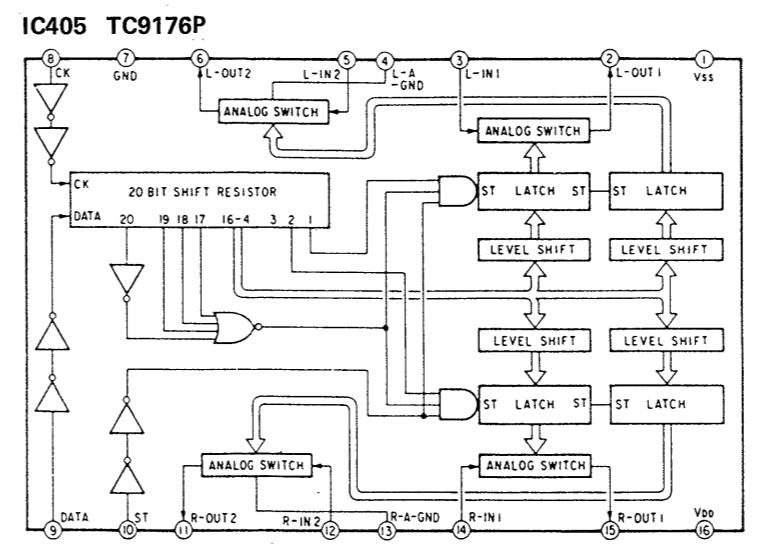 IC405 TC9176P
8 7 6 5 4 3 2 1
CK GND L-OUT2 L-IN2 L-A
-GND L-IN1 L-OUT1 Vss
ANALOG SWITCH
ANALOG SWITCH
CK 20 BIT SHIFT RESISTOR
ST LATCH ST ST LATCH
DATA 20 19 18 17 16-4 3 2 1
LEVEL SHIFT LEVEL SHIFT
LEVEL SHIFT LEVEL SHIFT
ST LATCH ST ST LATCH
ANALOG SWITCH ANALOG SWITCH
DATA ST R-OUT2 R-IN2 R-A-GND R-IN1 R-OUT1 VDD
9 10 11 12 13 14 15 16